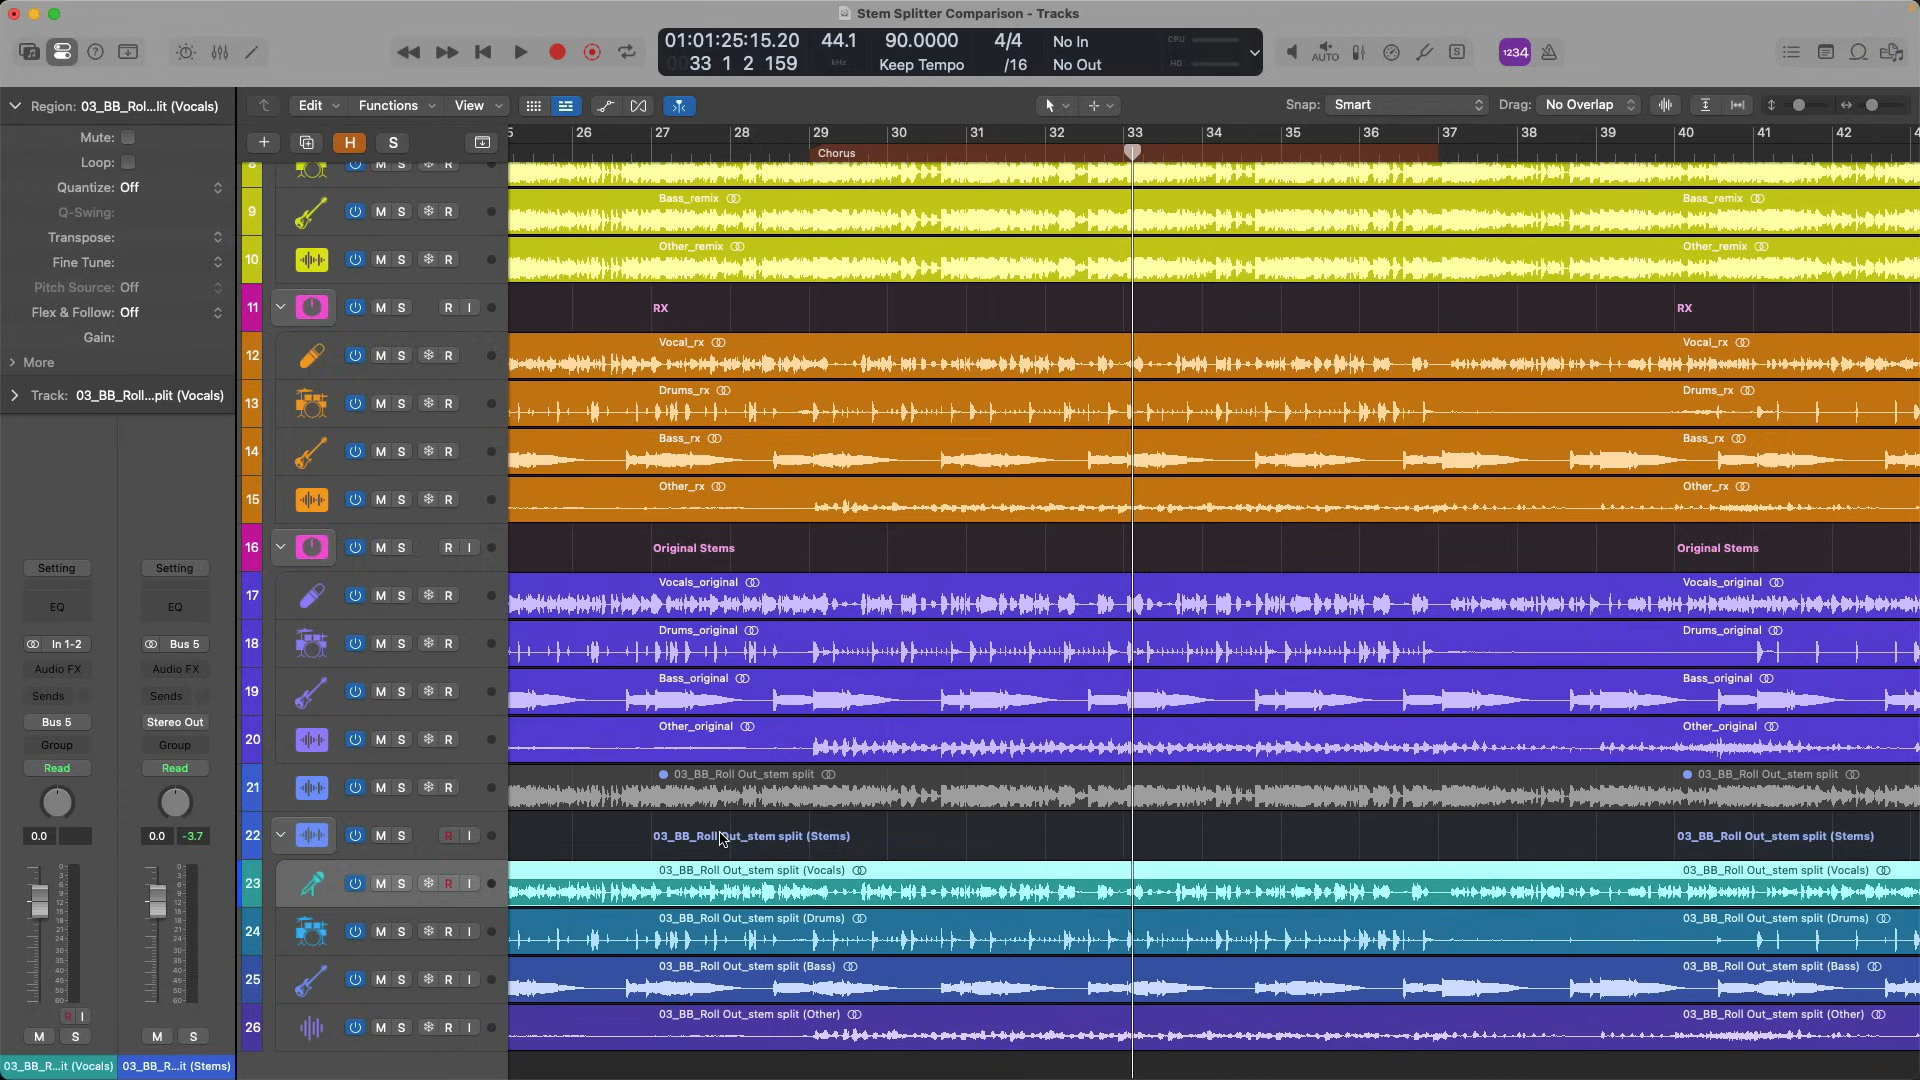 Stem Splitter Comparison - Tracks
01:01:25:15.20
33 1 2 159
44.1
kHz
90.0000
Keep Tempo
4/4
/16
No In
No Out
CPU
HD
AUTO
S
1234
Region: 03_BB_Rol...lit (Vocals)
Mute:
Loop:
Quantize: Off
Q-Swing:
Transpose:
Fine Tune:
Pitch Source: Off
Flex & Follow: Off
Gain:
More
Track: 03_BB_Roll...plit (Vocals)
Edit
Functions
View
Snap: Smart
Drag: No Overlap
H S
5 26 27 28 29 30 31 32 33 34 35 36 37 38 39 40 41 42 4
Chorus
8 M S R
9 M S R Bass_remix Bass_remix
10 M S R Other_remix Other_remix
11 M S R I RX RX
12 M S R Vocal_rx Vocal_rx
13 M S R Drums_rx Drums_rx
14 M S R Bass_rx Bass_rx
15 M S R Other_rx Other_rx
16 M S R I Original Stems Original Stems
17 M S R Vocals_original Vocals_original
18 M S R Drums_original Drums_original
19 M S R Bass_original Bass_original
20 M S R Other_original Other_original
21 M S R 03_BB_Roll Out_stem split 03_BB_Roll Out_stem split
22 M S R I 03_BB_Roll Out_stem split (Stems) 03_BB_Roll Out_stem split (Stems)
23 M S R I 03_BB_Roll Out_stem split (Vocals) 03_BB_Roll Out_stem split (Vocals)
24 M S R I 03_BB_Roll Out_stem split (Drums) 03_BB_Roll Out_stem split (Drums)
25 M S R I 03_BB_Roll Out_stem split (Bass) 03_BB_Roll Out_stem split (Bass)
26 M S R I 03_BB_Roll Out_stem split (Other) 03_BB_Roll Out_stem split (Other)
Setting Setting
EQ EQ
In 1-2 Bus 5
Audio FX Audio FX
Sends Sends
Bus 5 Stereo Out
Group Group
Read Read
0.0 0.0 -3.7
R I
M S M S
03_BB_R...it (Vocals) 03_BB_R...it (Stems)